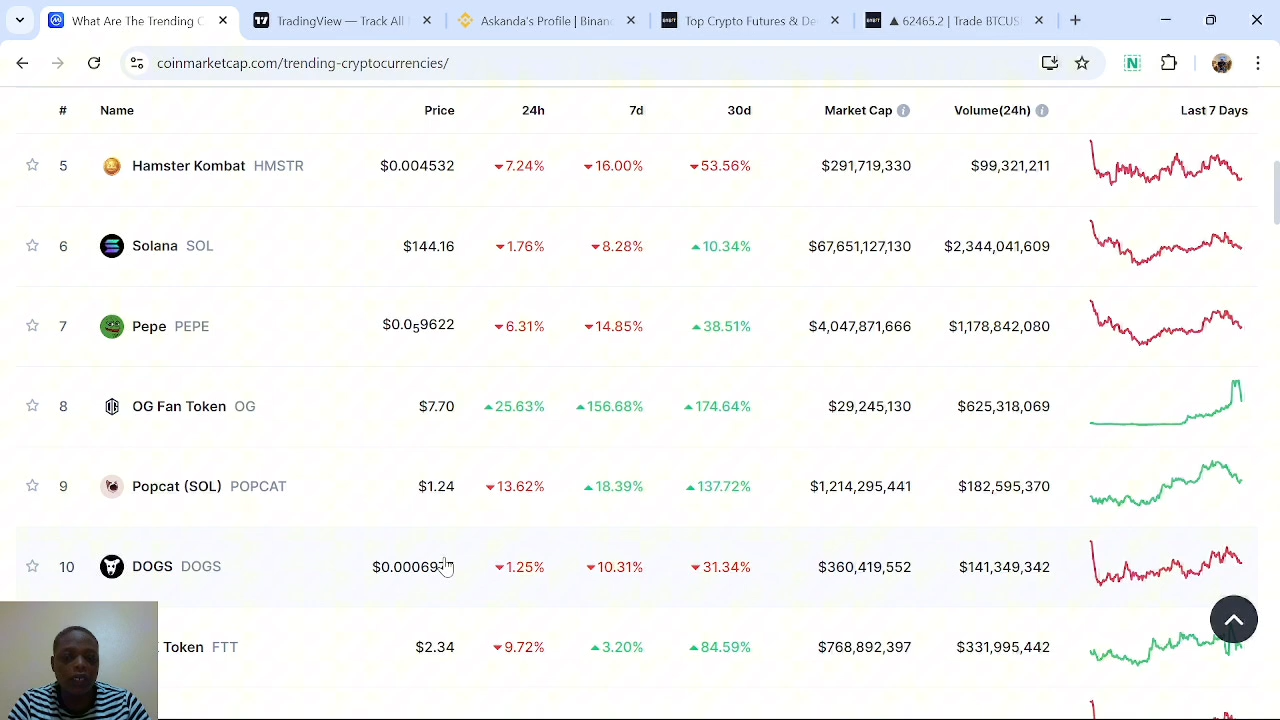 What Are The Trending C
TradingView — Track All
Askanda's Profile | Binan
Top Crypto Futures & De
▲ 62465.2 | Trade BTCUS
coinmarketcap.com/trending-cryptocurrencies/
# Name Price 24h 7d 30d Market Cap Volume(24h) Last 7 Days
5 Hamster Kombat HMSTR $0.004532 7.24% 16.00% 53.56% $291,719,330 $99,321,211
6 Solana SOL $144.16 1.76% 8.28% 10.34% $67,651,127,130 $2,344,041,609
7 Pepe PEPE $0.0₅9622 6.31% 14.85% 38.51% $4,047,871,666 $1,178,842,080
8 OG Fan Token OG $7.70 25.63% 156.68% 174.64% $29,245,130 $625,318,069
9 Popcat (SOL) POPCAT $1.24 13.62% 18.39% 137.72% $1,214,295,441 $182,595,370
10 DOGS DOGS 1.25% 10.31% 31.34% $360,419,552 $141,349,342
Token FTT $2.34 9.72% 3.20% 84.59% $768,892,397 $331,995,442